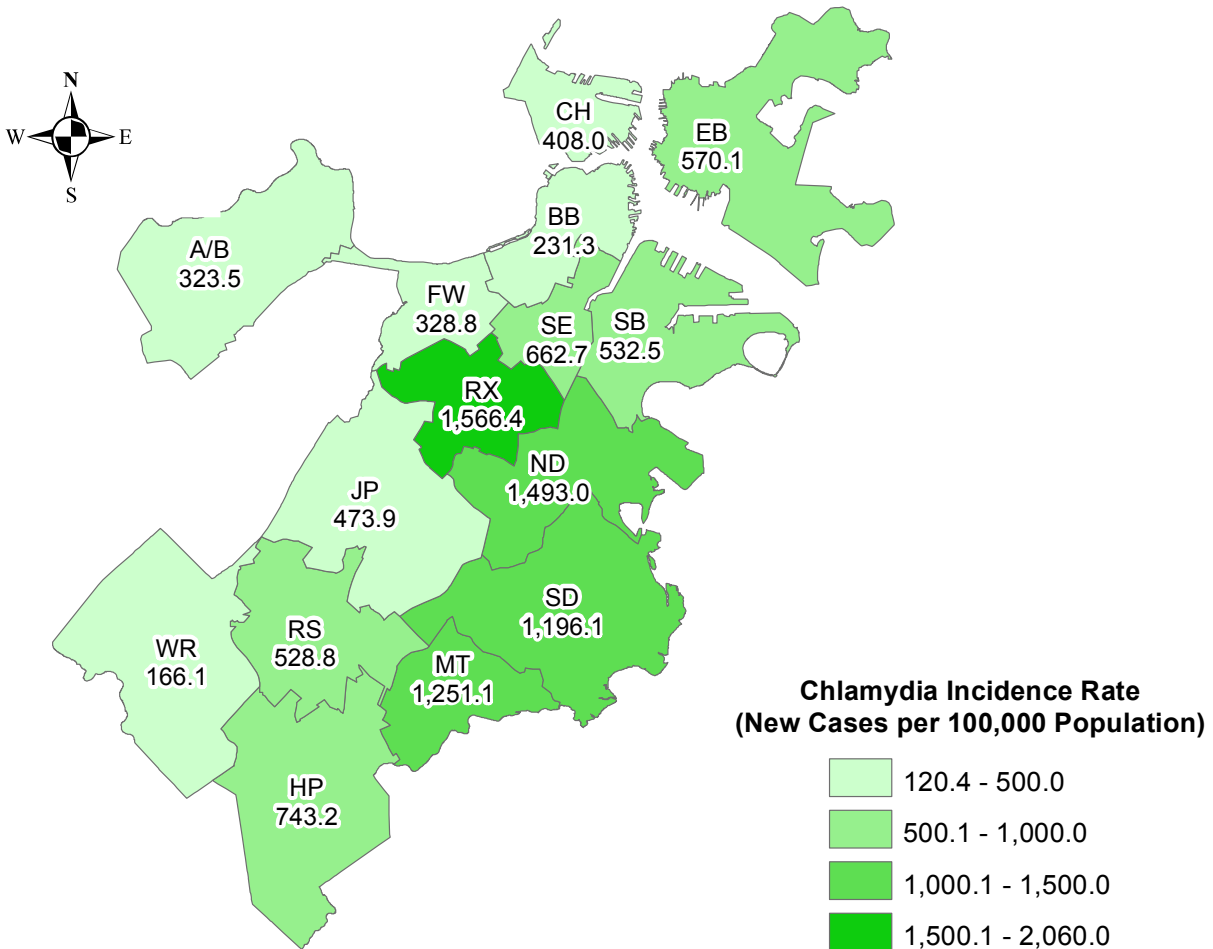 N
W E
S
CH
408.0
EB
570.1
BB
231.3
A/B
323.5
FW
328.8
SE
662.7
SB
532.5
RX
1,566.4
ND
1,493.0
JP
473.9
SD
1,196.1
RS
528.8
WR
166.1
MT
1,251.1
HP
743.2
Chlamydia Incidence Rate
(New Cases per 100,000 Population)
120.4 - 500.0
500.1 - 1,000.0
1,000.1 - 1,500.0
1,500.1 - 2,060.0